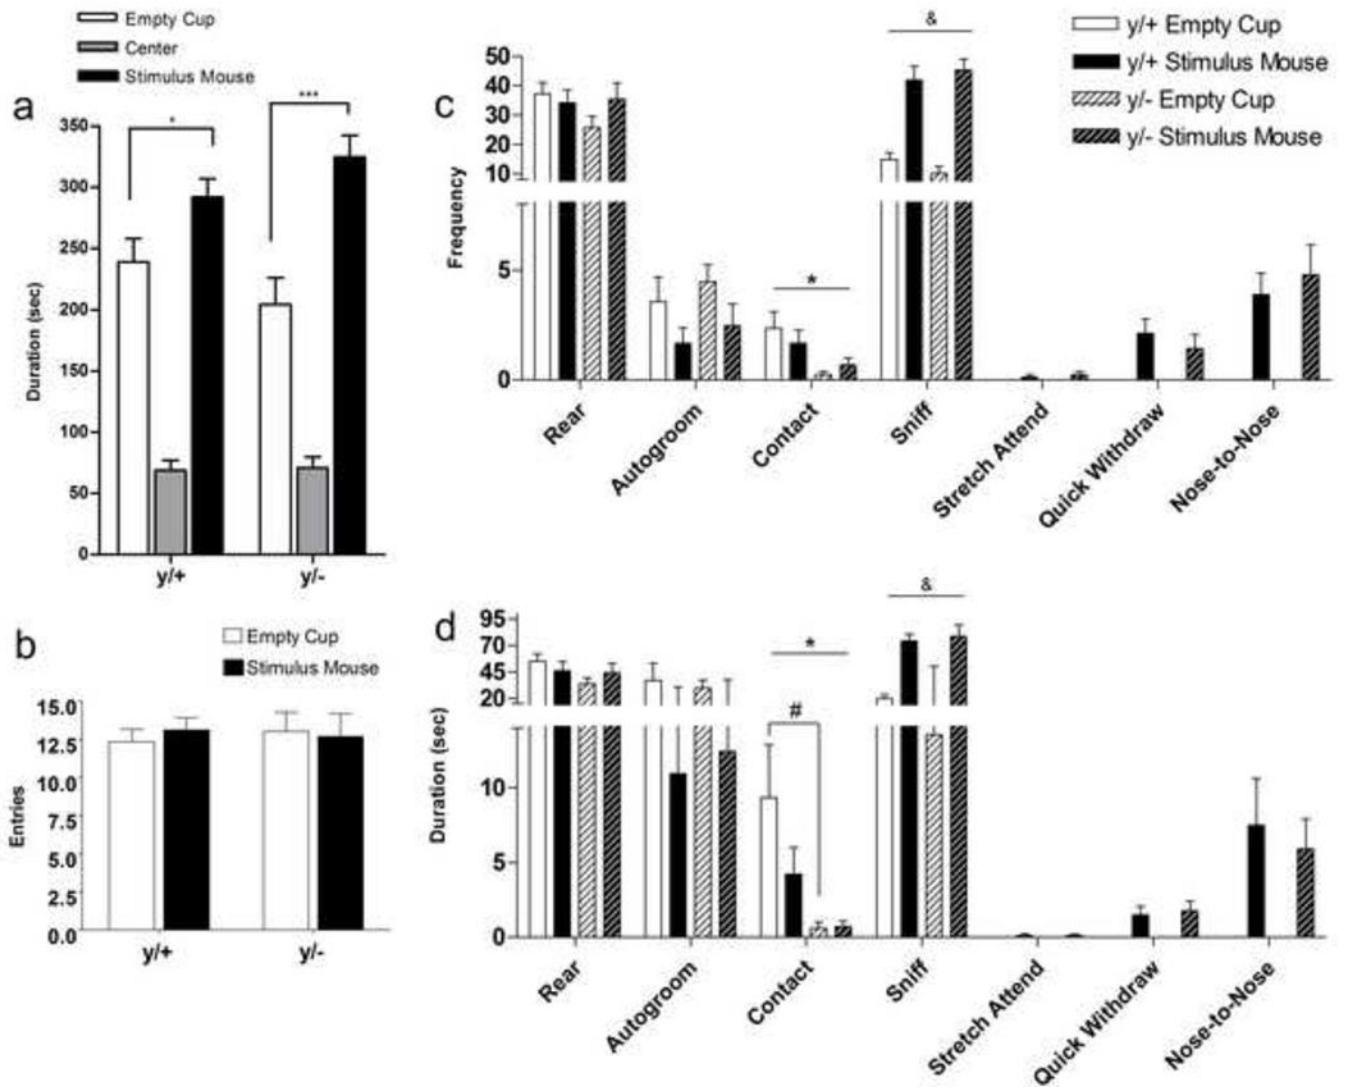 Empty Cup
Center
Stimulus Mouse
a
*
***
350
300
250
200
150
100
50
0
Duration (sec)
y/+ y/-
b
Empty Cup
Stimulus Mouse
15.0
12.5
10.0
7.5
5.0
2.5
0.0
Entries
y/+ y/-
y/+ Empty Cup
y/+ Stimulus Mouse
y/- Empty Cup
y/- Stimulus Mouse
c
&
*
50
40
30
20
10
5
0
Frequency
Rear Autogroom Contact Sniff Stretch Attend Quick Withdraw Nose-to-Nose
d
&
*
#
95
70
45
20
10
5
0
Duration (sec)
Rear Autogroom Contact Sniff Stretch Attend Quick Withdraw Nose-to-Nose